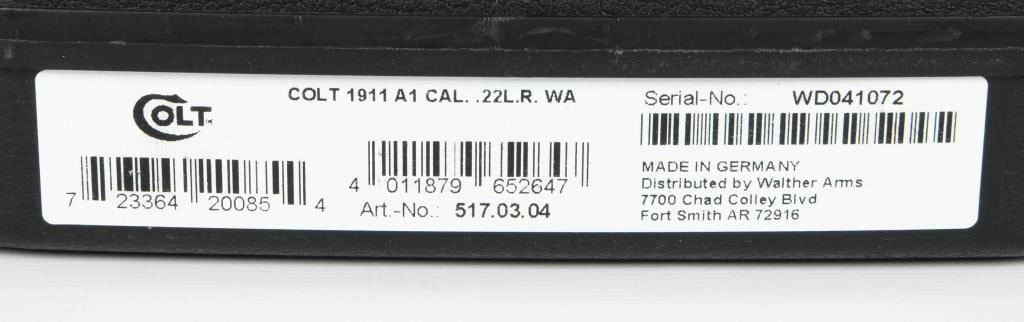 COLT
COLT 1911 A1 CAL. .22L.R. WA
7 23364 20085 4
4 011879 652647
Art.-No.: 517.03.04
Serial-No.: WD041072
MADE IN GERMANY
Distributed by Walther Arms
7700 Chad Colley Blvd
Fort Smith AR 72916